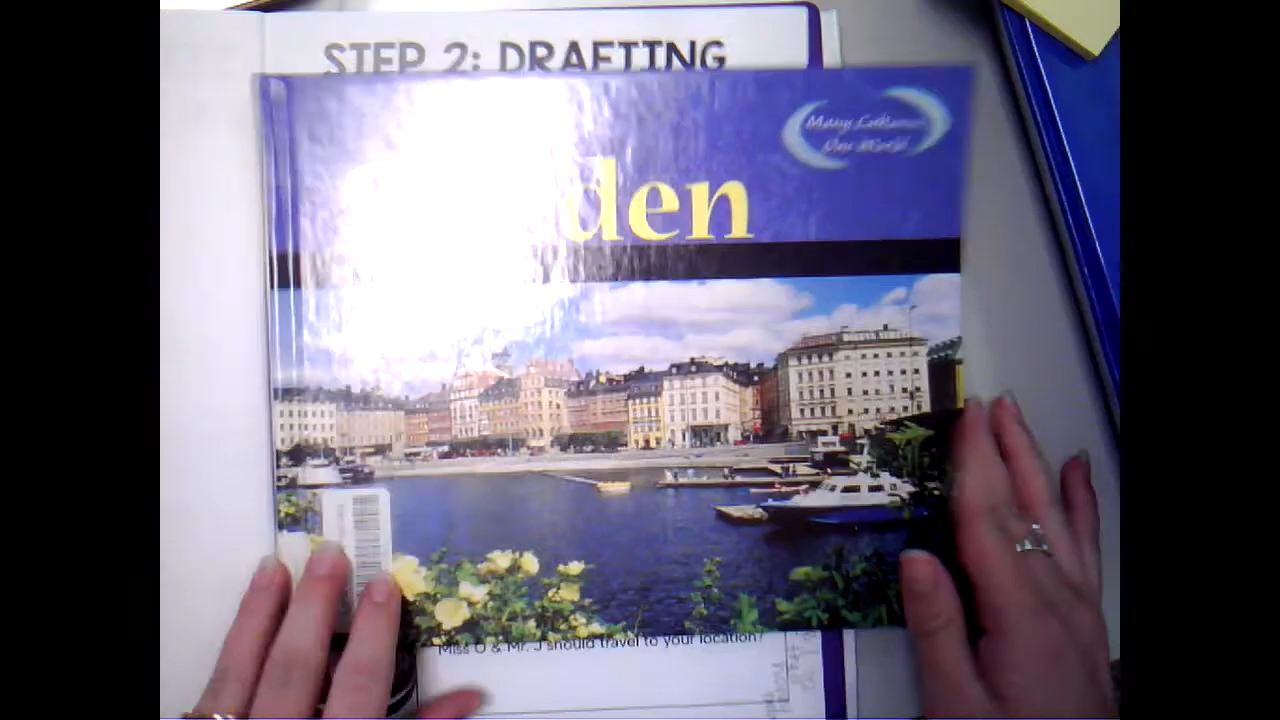 STEP 2: DRAFTING
Many Cultures
One World
den
Miss O & Mr. J should travel to your location?